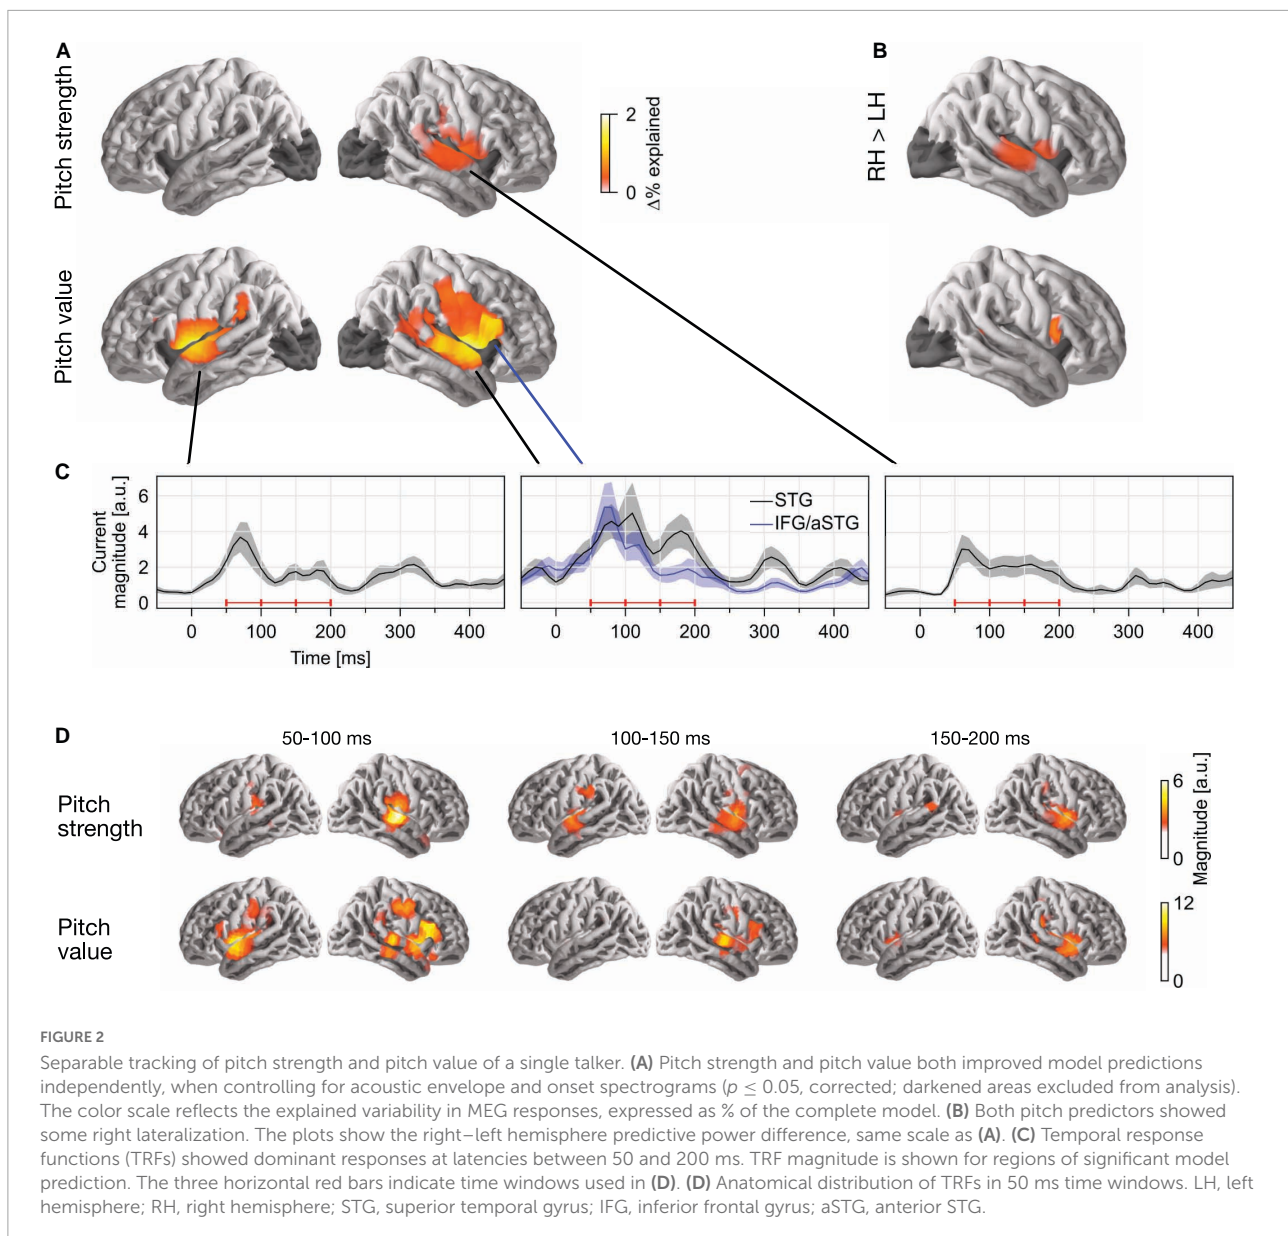 A
B
Pitch strength
2
0
Δ% explained
RH > LH
Pitch value
C
Current
magnitude [a.u.]
6
4
2
0
STG
IFG/aSTG
0 100 200 300 400
0 100 200 300 400
0 100 200 300 400
Time [ms]
D
50-100 ms
100-150 ms
150-200 ms
Pitch
strength
6
0
Magnitude [a.u.]
Pitch
value
12
0
FIGURE 2
Separable tracking of pitch strength and pitch value of a single talker. (A) Pitch strength and pitch value both improved model predictions
independently, when controlling for acoustic envelope and onset spectrograms (p ≤ 0.05, corrected; darkened areas excluded from analysis).
The color scale reflects the explained variability in MEG responses, expressed as % of the complete model. (B) Both pitch predictors showed
some right lateralization. The plots show the right–left hemisphere predictive power difference, same scale as (A). (C) Temporal response
functions (TRFs) showed dominant responses at latencies between 50 and 200 ms. TRF magnitude is shown for regions of significant model
prediction. The three horizontal red bars indicate time windows used in (D). (D) Anatomical distribution of TRFs in 50 ms time windows. LH, left
hemisphere; RH, right hemisphere; STG, superior temporal gyrus; IFG, inferior frontal gyrus; aSTG, anterior STG.